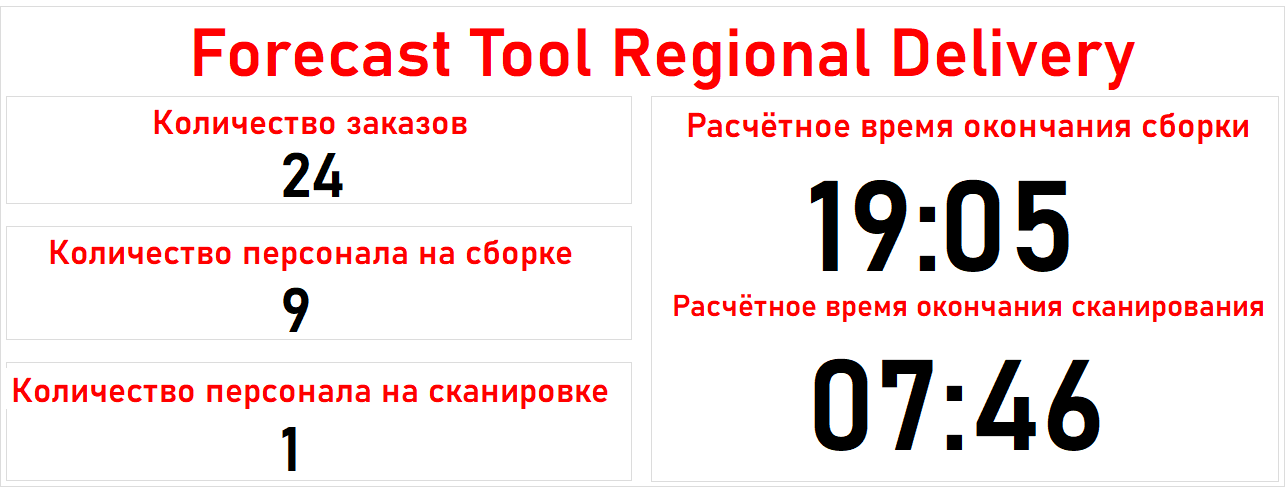 Forecast Tool Regional Delivery
Количество заказов
24
Количество персонала на сборке
9
Количество персонала на сканировке
1
Расчётное время окончания сборки
19:05
Расчётное время окончания сканирования
07:46